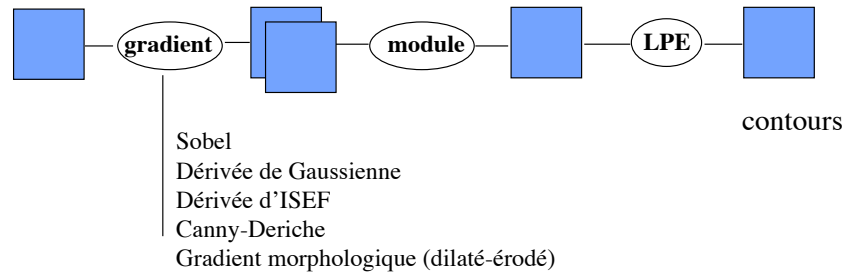 gradient
module
LPE
contours
Sobel
Dérivée de Gaussienne
Dérivée d'ISEF
Canny-Deriche
Gradient morphologique (dilaté-érodé)